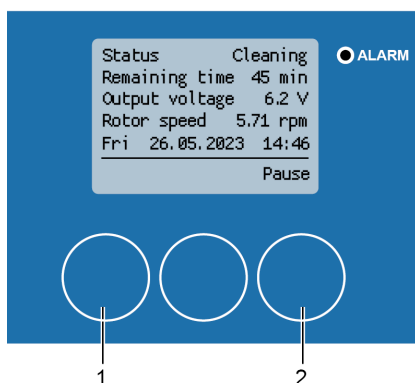 Status Cleaning
ALARM
Remaining time 45 min
Output voltage 6.2 V
Rotor speed 5.71 rpm
Fri 26.05.2023 14:46
Pause
1 2